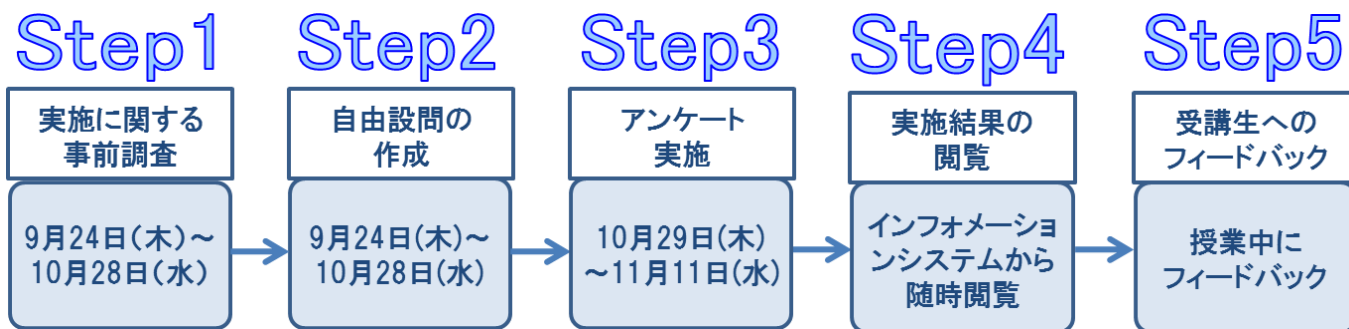 Step1
実施に関する
事前調査
9月24日(木)~
10月28日(水)
Step2
自由設問の
作成
9月24日(木)~
10月28日(水)
Step3
アンケート
実施
10月29日(木)
~11月11日(水)
Step4
実施結果の
閲覧
インフォメーショ
ンシステムから
随時閲覧
Step5
受講生への
フィードバック
授業中に
フィードバック